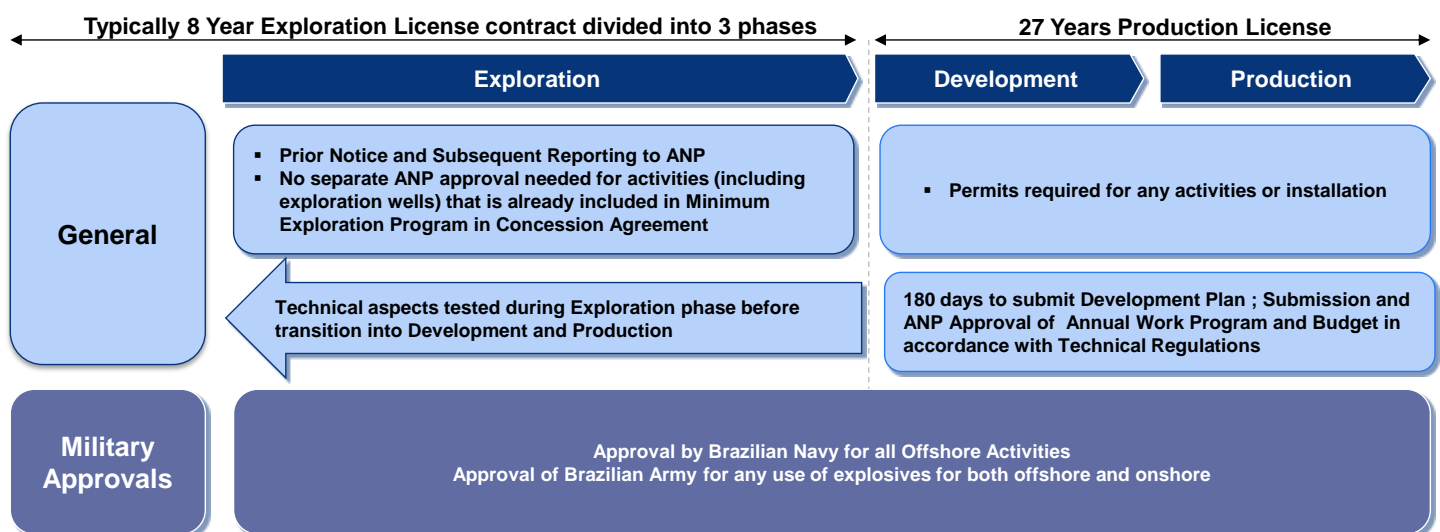 Typically 8 Year Exploration License contract divided into 3 phases
27 Years Production License
Exploration
Development
Production
General
▪ Prior Notice and Subsequent Reporting to ANP
▪ No separate ANP approval needed for activities (including
exploration wells) that is already included in Minimum
Exploration Program in Concession Agreement
▪ Permits required for any activities or installation
Technical aspects tested during Exploration phase before
transition into Development and Production
180 days to submit Development Plan ; Submission and
ANP Approval of Annual Work Program and Budget in
accordance with Technical Regulations
Military
Approvals
Approval by Brazilian Navy for all Offshore Activities
Approval of Brazilian Army for any use of explosives for both offshore and onshore